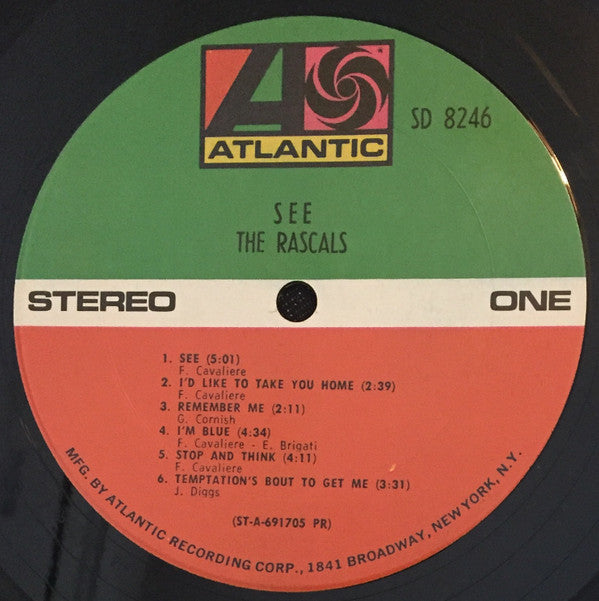 ATLANTIC
SD 8246
SEE
THE RASCALS
STEREO
ONE
1. SEE (5:01)
F. Cavaliere
2. I'D LIKE TO TAKE YOU HOME (2:39)
F. Cavaliere
3. REMEMBER ME (2:11)
G. Cornish
4. I'M BLUE (4:34)
F. Cavaliere - E. Brigati
5. STOP AND THINK (4:11)
F. Cavaliere
6. TEMPTATION'S BOUT TO GET ME (3:31)
J. Diggs
(ST-A-691705 PR)
MFG. BY ATLANTIC RECORDING CORP., 1841 BROADWAY, NEW YORK, N.Y.